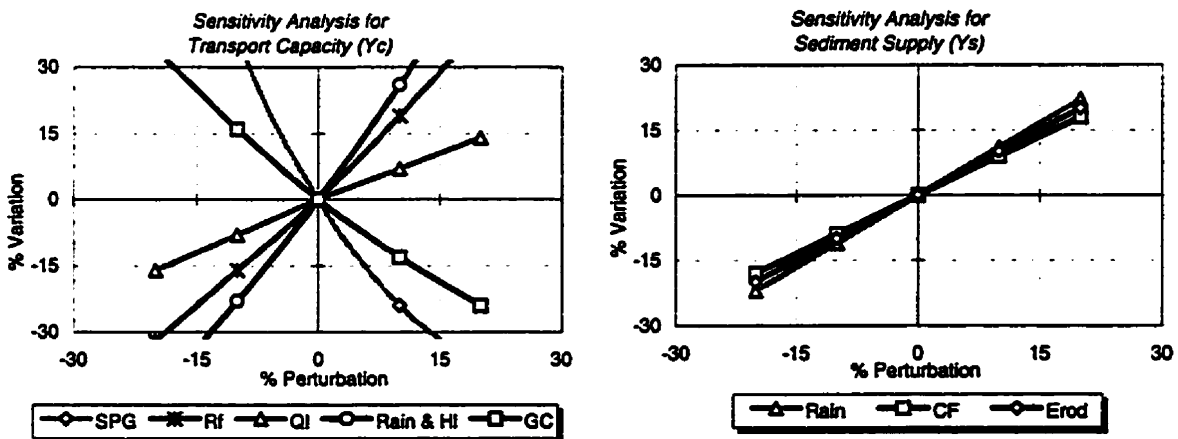 Sensitivity Analysis for
Transport Capacity (Yc)
30
15
0
-15
-30
% Variation
-30 -15 0 15 30
% Perturbation
SPG Rf Ql Rain & HI GC
Sensitivity Analysis for
Sediment Supply (Ys)
30
15
0
-15
-30
% Variation
-30 -15 0 15 30
% Perturbation
Rain CF Erod